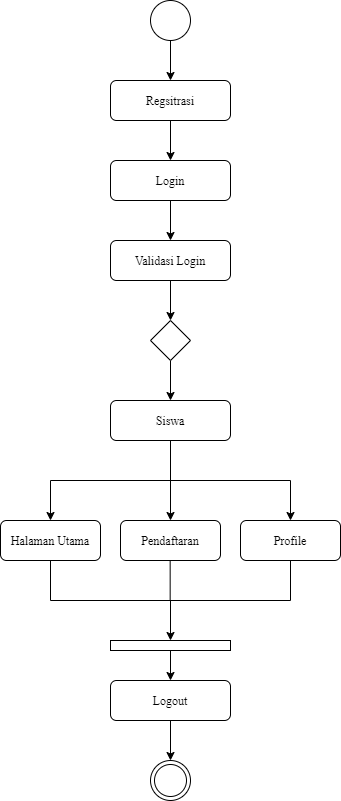 Regsitrasi
Login
Validasi Login
Siswa
Halaman Utama
Pendaftaran
Profile
Logout